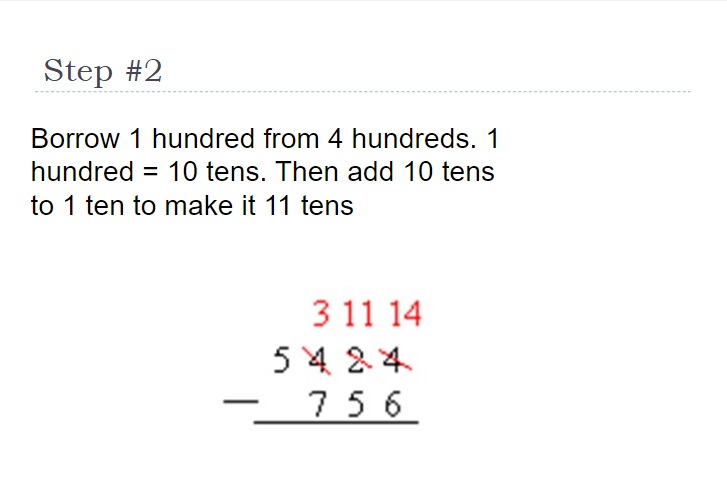 Step #2
Borrow 1 hundred from 4 hundreds. 1
hundred = 10 tens. Then add 10 tens
to 1 ten to make it 11 tens
3 11 14
5 4 2 4
— 7 5 6